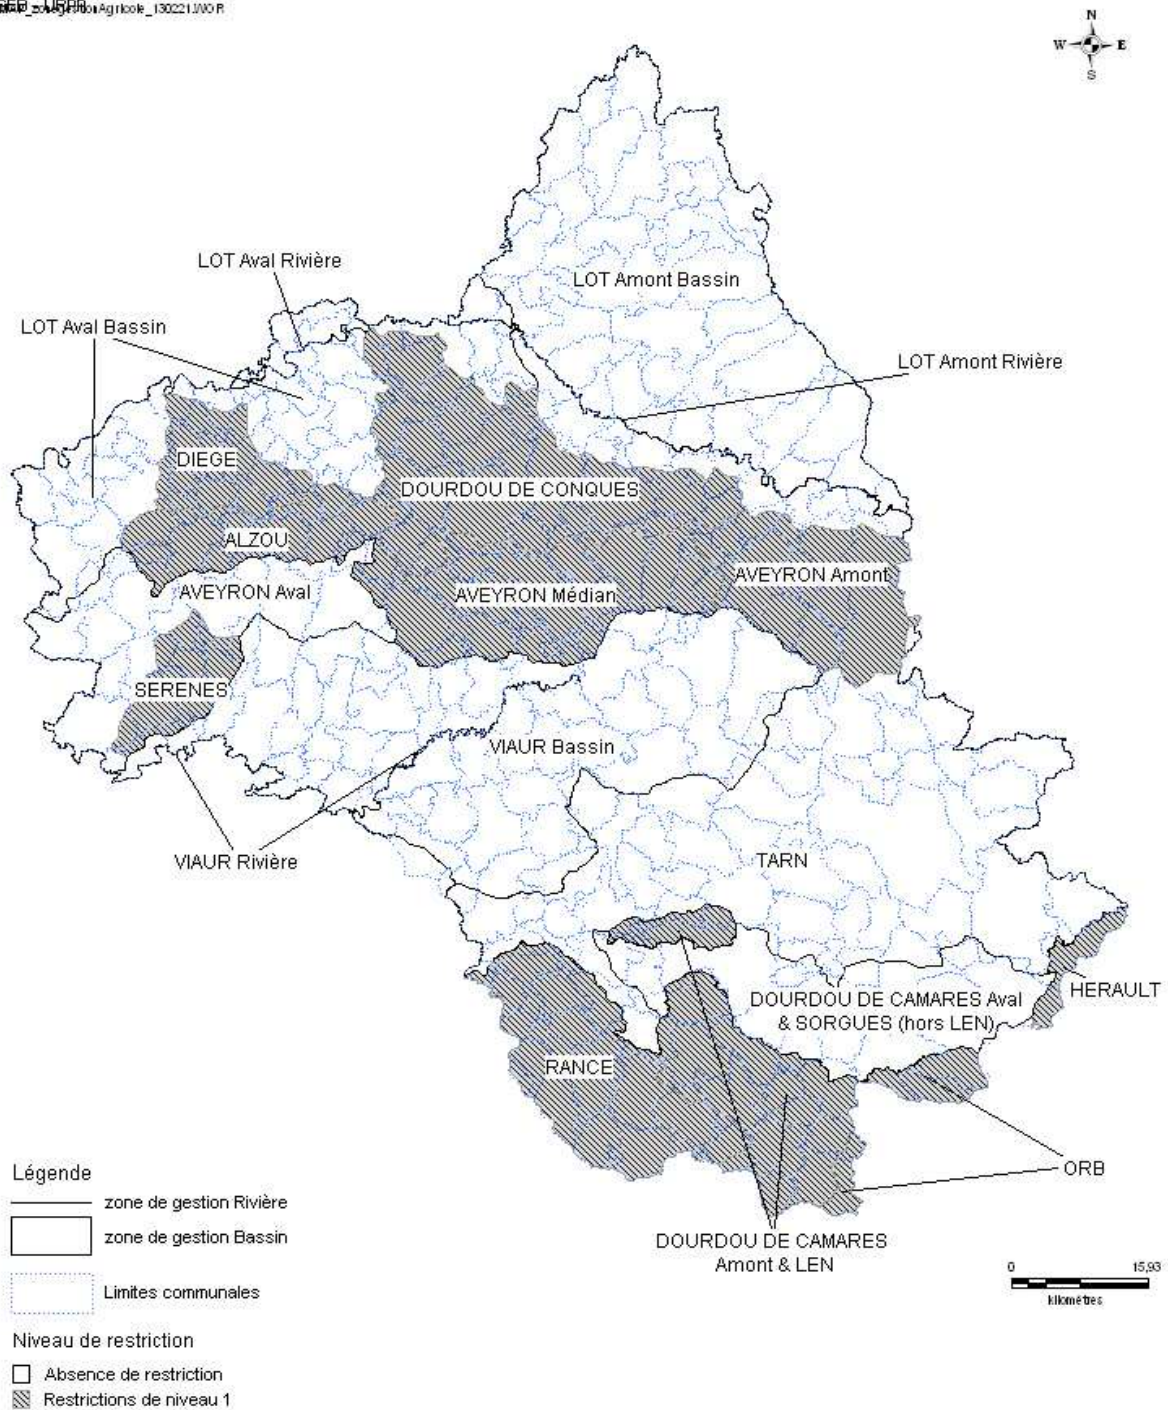 N
W E
S
LOT Aval Rivière
LOT Amont Bassin
LOT Aval Bassin
LOT Amont Rivière
DIEGE
DOURDOU DE CONQUES
ALZOU
AVEYRON Amont
AVEYRON Aval
AVEYRON Médian
SERENES
VIAUR Bassin
VIAUR Rivière
TARN
HERAULT
DOURDOU DE CAMARES Aval
& SORGUES (hors LEN)
RANCE
ORB
DOURDOU DE CAMARES
Amont & LEN
Légende
zone de gestion Rivière
zone de gestion Bassin
Limites communales
0 15,93
kilomètres
Niveau de restriction
Absence de restriction
Restrictions de niveau 1